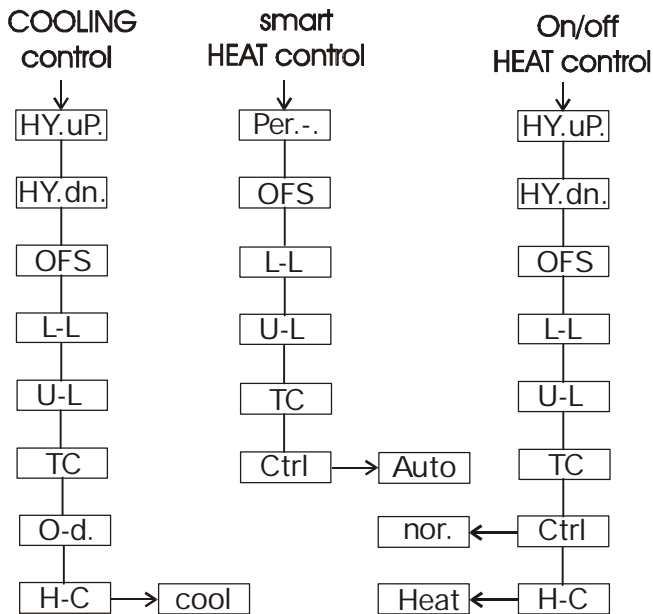 COOLING
control
HY.uP.
HY.dn.
OFS
L-L
U-L
TC
O-d.
H-C
cool
smart
HEAT control
Per.-.
OFS
L-L
U-L
TC
Ctrl
Auto
On/off
HEAT control
HY.uP.
HY.dn.
OFS
L-L
U-L
TC
nor.
Ctrl
Heat
H-C